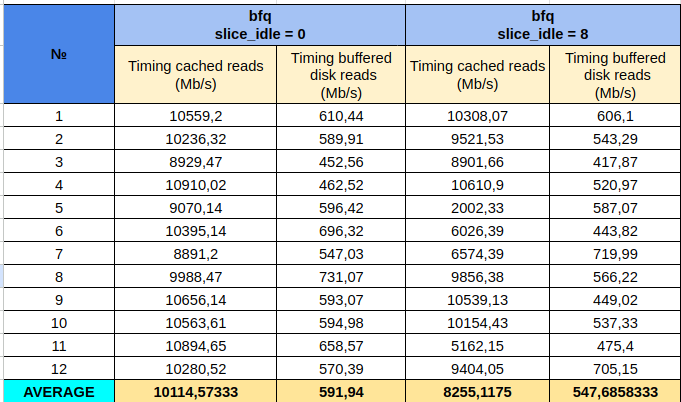 № bfq slice_idle = 0 bfq slice_idle = 8
Timing cached reads (Mb/s) Timing buffered disk reads (Mb/s) Timing cached reads (Mb/s) Timing buffered disk reads (Mb/s)
1 10559,2 610,44 10308,07 606,1
2 10236,32 589,91 9521,53 543,29
3 8929,47 452,56 8901,66 417,87
4 10910,02 462,52 10610,9 520,97
5 9070,14 596,42 2002,33 587,07
6 10395,14 696,32 6026,39 443,82
7 8891,2 547,03 6574,39 719,99
8 9988,47 731,07 9856,38 566,22
9 10656,14 593,07 10539,13 449,02
10 10563,61 594,98 10154,43 537,33
11 10894,65 658,57 5162,15 475,4
12 10280,52 570,39 9404,05 705,15
AVERAGE 10114,57333 591,94 8255,1175 547,6858333